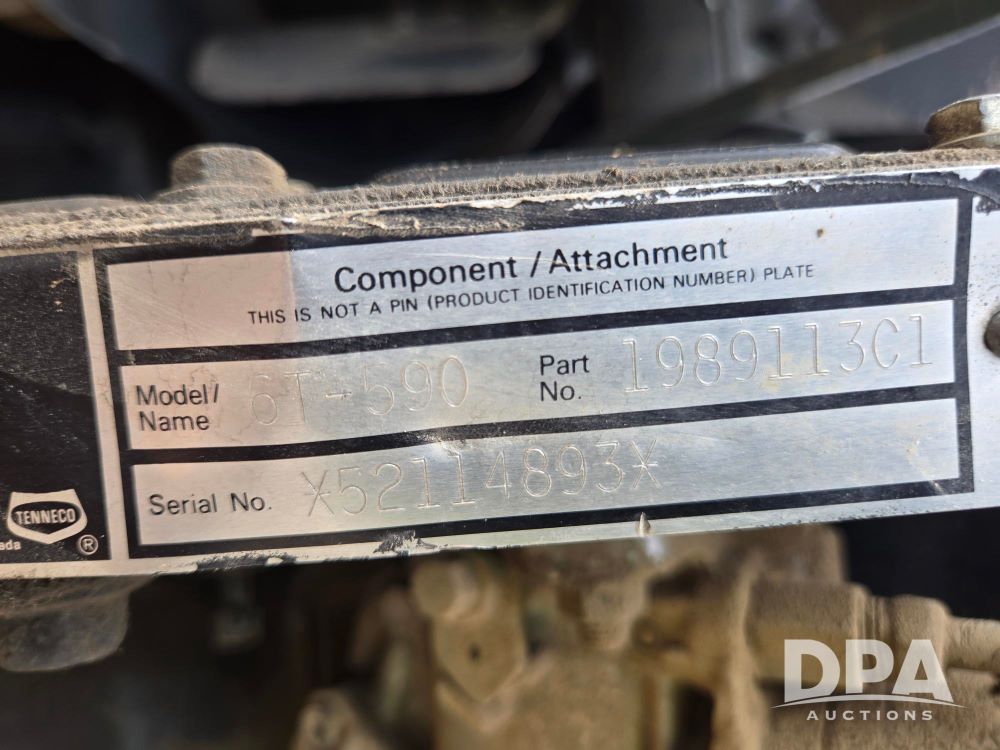 Component / Attachment
THIS IS NOT A PIN (PRODUCT IDENTIFICATION NUMBER) PLATE
Model/ Name 6T-590 Part No. 1989113C1
Serial No. X52114893X
TENNECO
ada ®
DPA
AUCTIONS